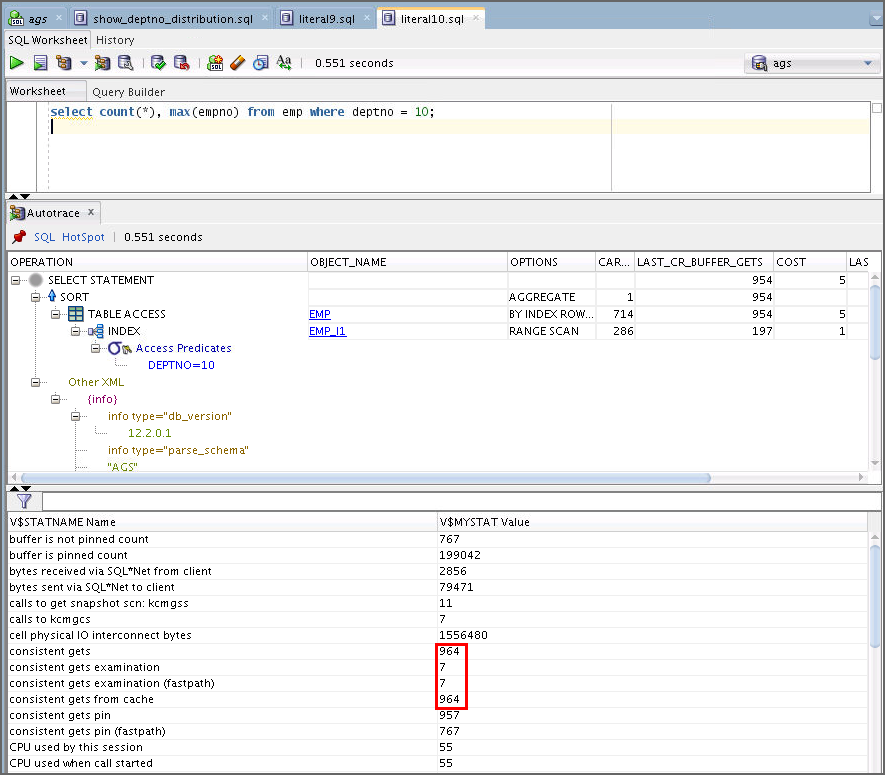 ags show_deptno_distribution.sql literal9.sql literal10.sql
SQL Worksheet History
0.551 seconds ags
Worksheet Query Builder
select count(*), max(empno) from emp where deptno = 10;
Autotrace
SQL HotSpot 0.551 seconds
OPERATION OBJECT_NAME OPTIONS CAR... LAST_CR_BUFFER_GETS COST LAS
SELECT STATEMENT 954 5
SORT AGGREGATE 1 954
TABLE ACCESS EMP BY INDEX ROW... 714 954 5
INDEX EMP_I1 RANGE SCAN 286 197 1
Access Predicates
DEPTNO=10
Other XML
{info}
info type="db_version"
12.2.0.1
info type="parse_schema"
"AGS"
V$STATNAME Name V$MYSTAT Value
buffer is not pinned count 767
buffer is pinned count 199042
bytes received via SQL*Net from client 2856
bytes sent via SQL*Net to client 79471
calls to get snapshot scn: kcmgss 11
calls to kcmgcs 7
cell physical IO interconnect bytes 1556480
consistent gets 964
consistent gets examination 7
consistent gets examination (fastpath) 7
consistent gets from cache 964
consistent gets pin 957
consistent gets pin (fastpath) 767
CPU used by this session 55
CPU used when call started 55